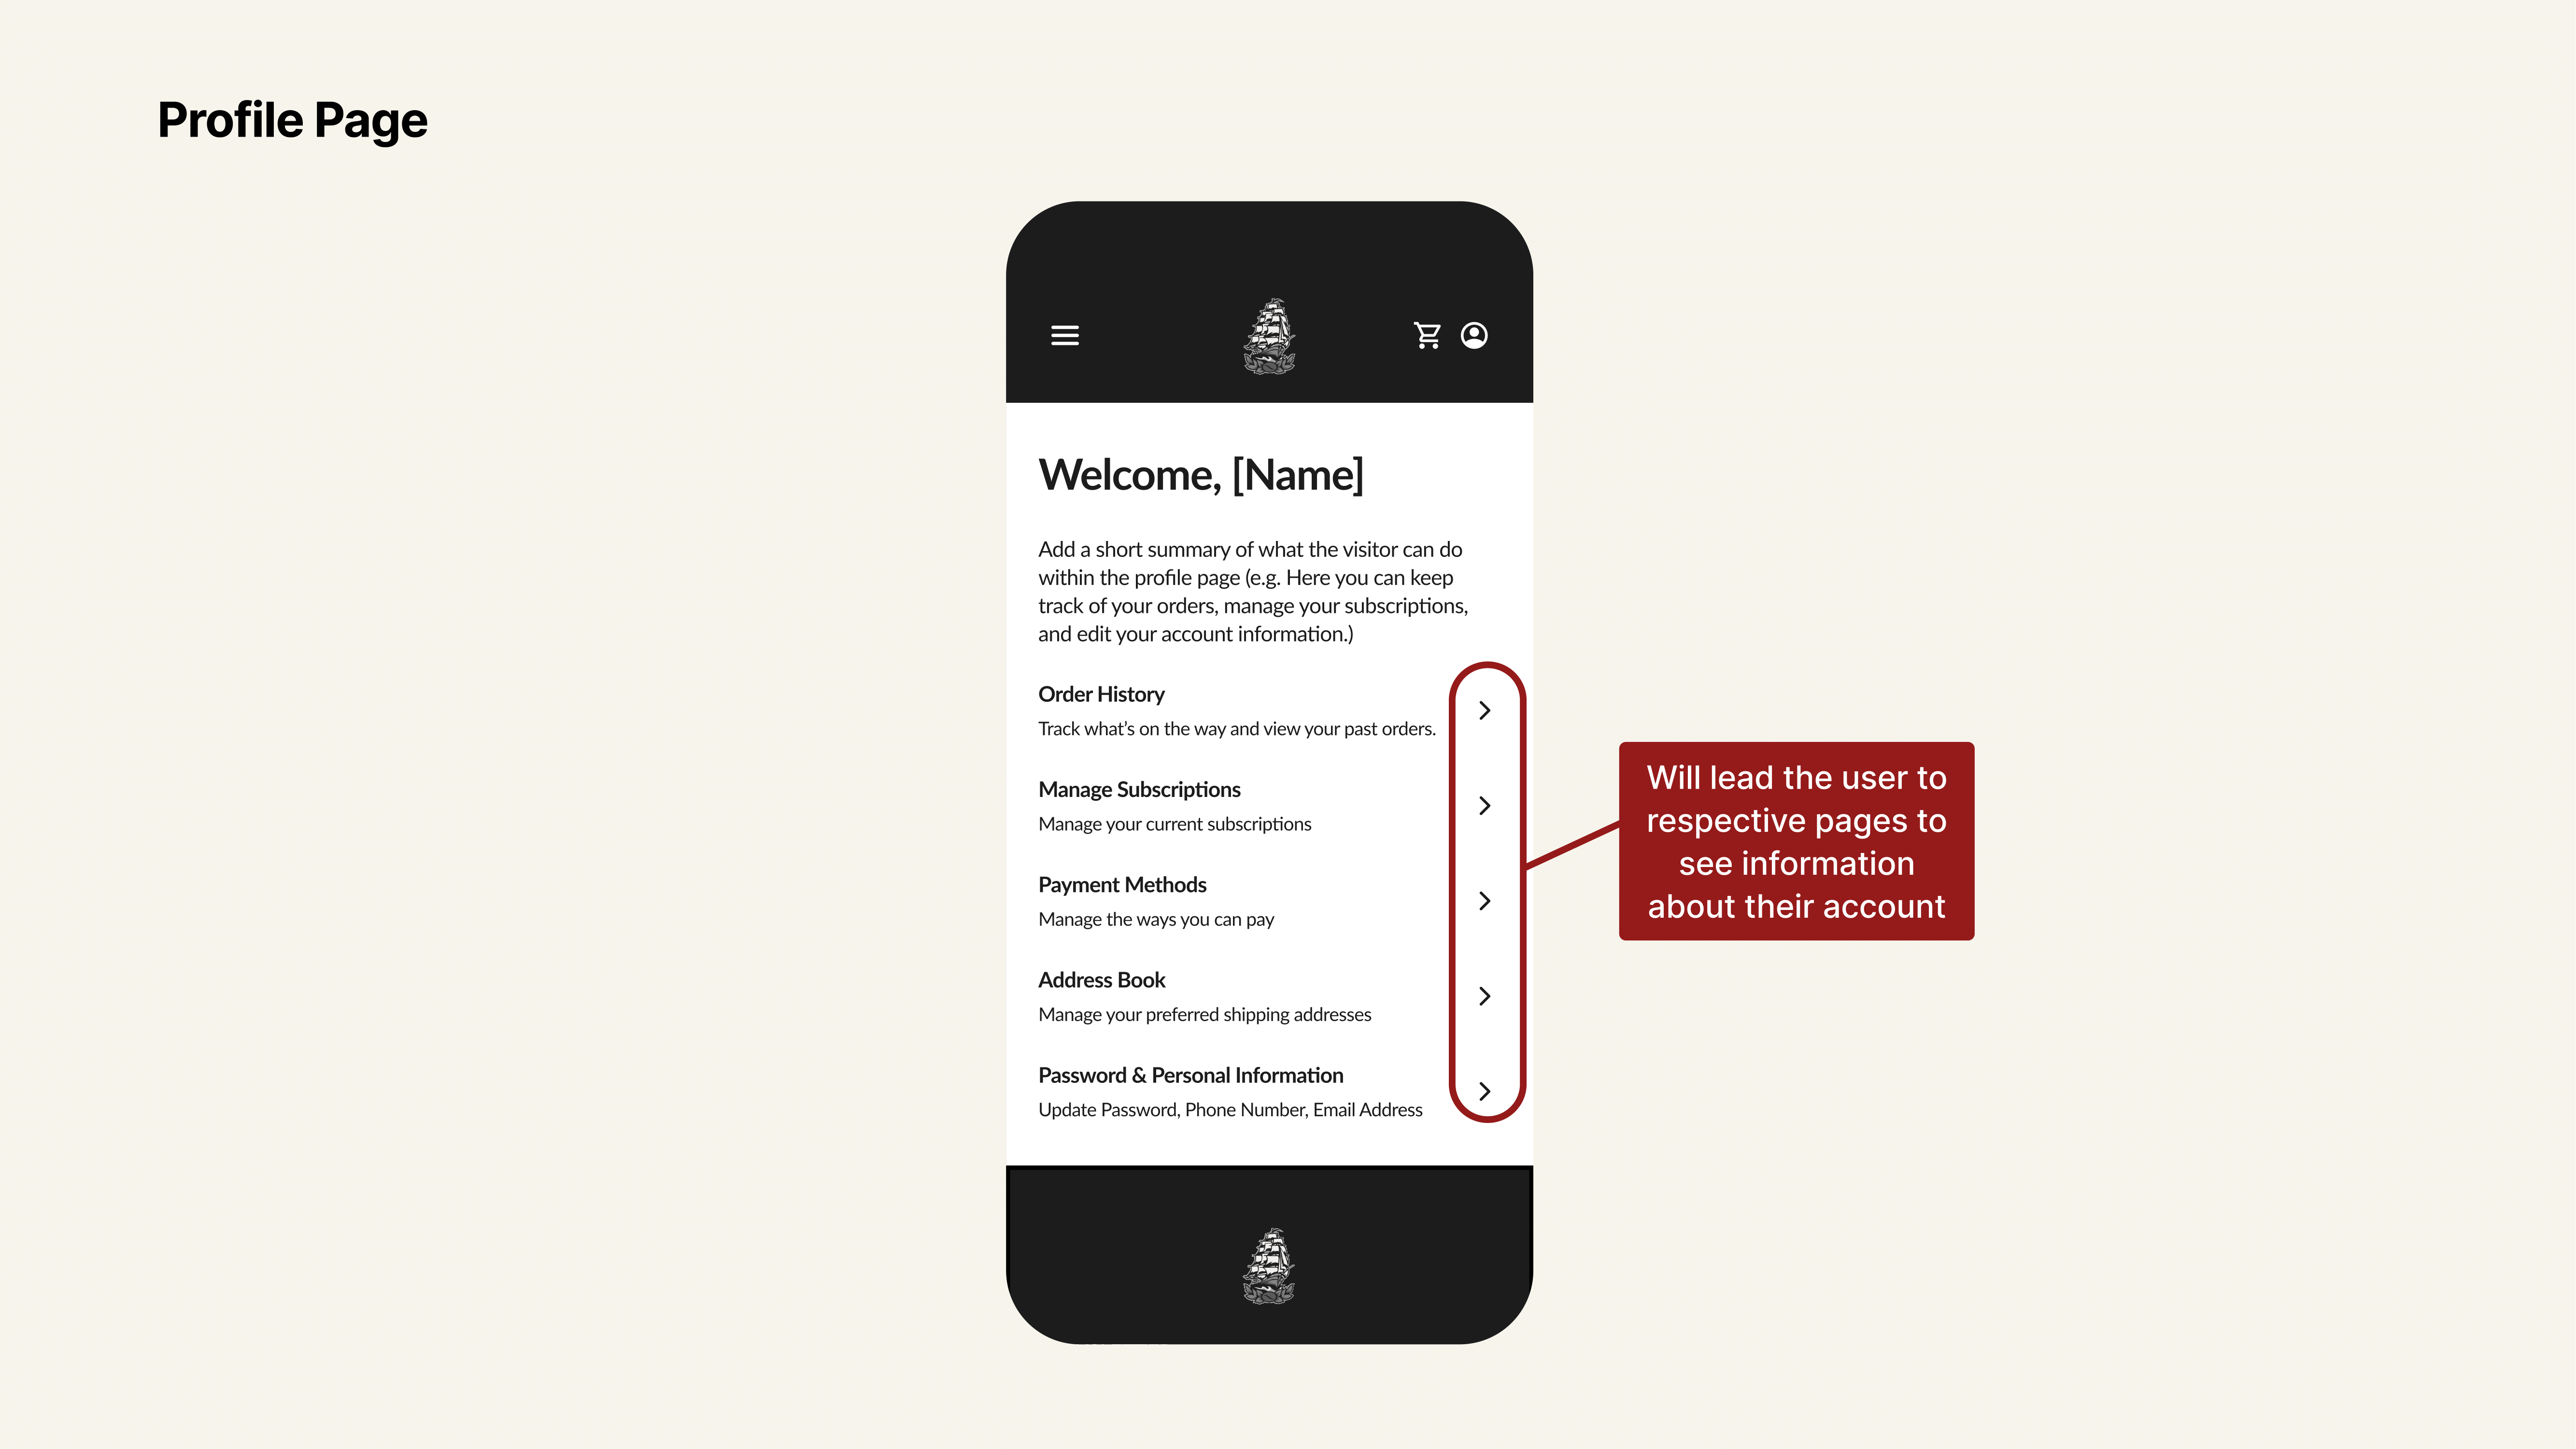 Profile Page
Welcome, [Name]
Add a short summary of what the visitor can do
within the profile page (e.g. Here you can keep
track of your orders, manage your subscriptions,
and edit your account information.)
Order History
Track what’s on the way and view your past orders.
Manage Subscriptions
Manage your current subscriptions
Payment Methods
Manage the ways you can pay
Address Book
Manage your preferred shipping addresses
Password & Personal Information
Update Password, Phone Number, Email Address
Will lead the user to
respective pages to
see information
about their account